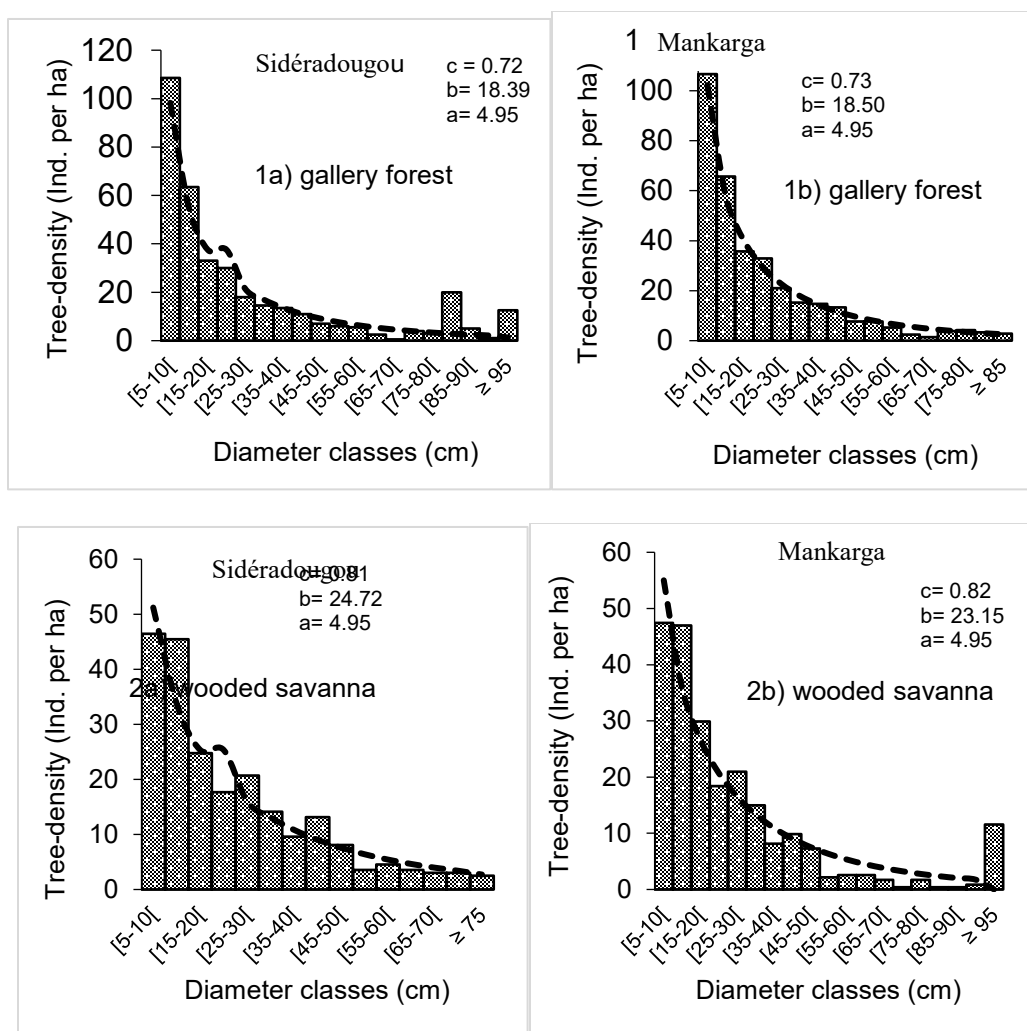 Sidéradougou
c = 0.72
b= 18.39
a= 4.95
1a) gallery forest
Tree-density (Ind. per ha)
120
100
80
60
40
20
0
[5-10[
[15-20[
[25-30[
[35-40[
[45-50[
[55-60[
[65-70[
[75-80[
[85-90[
≥ 95
Diameter classes (cm)
1 Mankarga
c= 0.73
b= 18.50
a= 4.95
1b) gallery forest
Tree-density (Ind. per ha)
100
80
60
40
20
0
[5-10[
[15-20[
[25-30[
[35-40[
[45-50[
[55-60[
[65-70[
[75-80[
≥ 85
Diameter classes (cm)
Sidéradougou
c= 0.81
b= 24.72
a= 4.95
2a) wooded savanna
Tree-density (Ind. per ha)
60
50
40
30
20
10
0
[5-10[
[15-20[
[25-30[
[35-40[
[45-50[
[55-60[
[65-70[
≥ 75
Diameter classes (cm)
Mankarga
c= 0.82
b= 23.15
a= 4.95
2b) wooded savanna
Tree-density (Ind. per ha)
60
50
40
30
20
10
0
[5-10[
[15-20[
[25-30[
[35-40[
[45-50[
[55-60[
[65-70[
[75-80[
[85-90[
≥ 95
Diameter classes (cm)